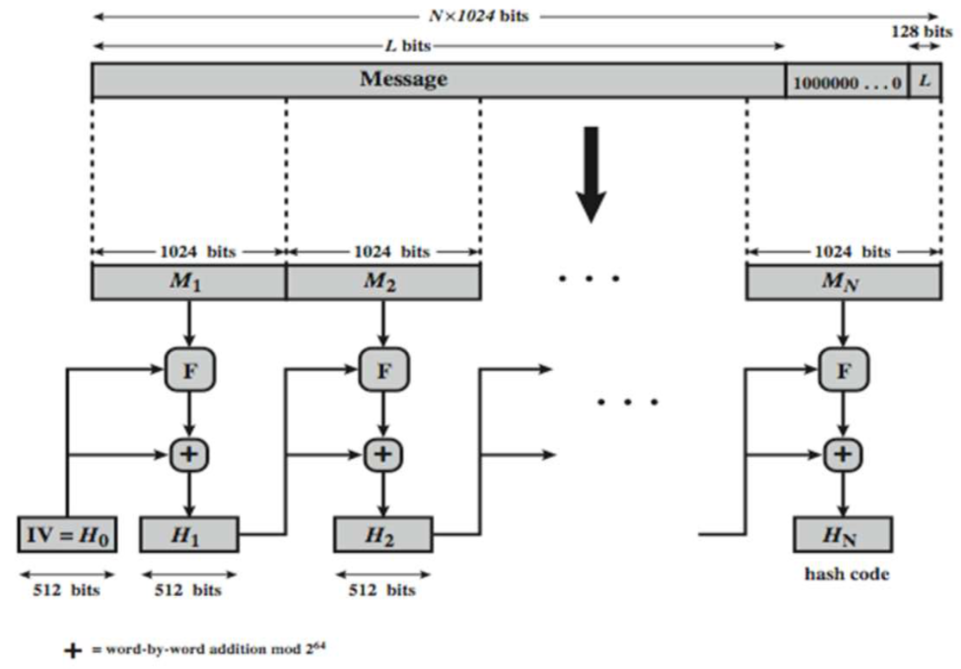 N×1024 bits
128 bits
L bits
Message 1000000 . . . 0 L
1024 bits 1024 bits 1024 bits
M1 M2 . . . MN
F F F
. . .
+ + +
IV = H0 H1 H2 HN
512 bits 512 bits 512 bits hash code
+ = word-by-word addition mod 2^64